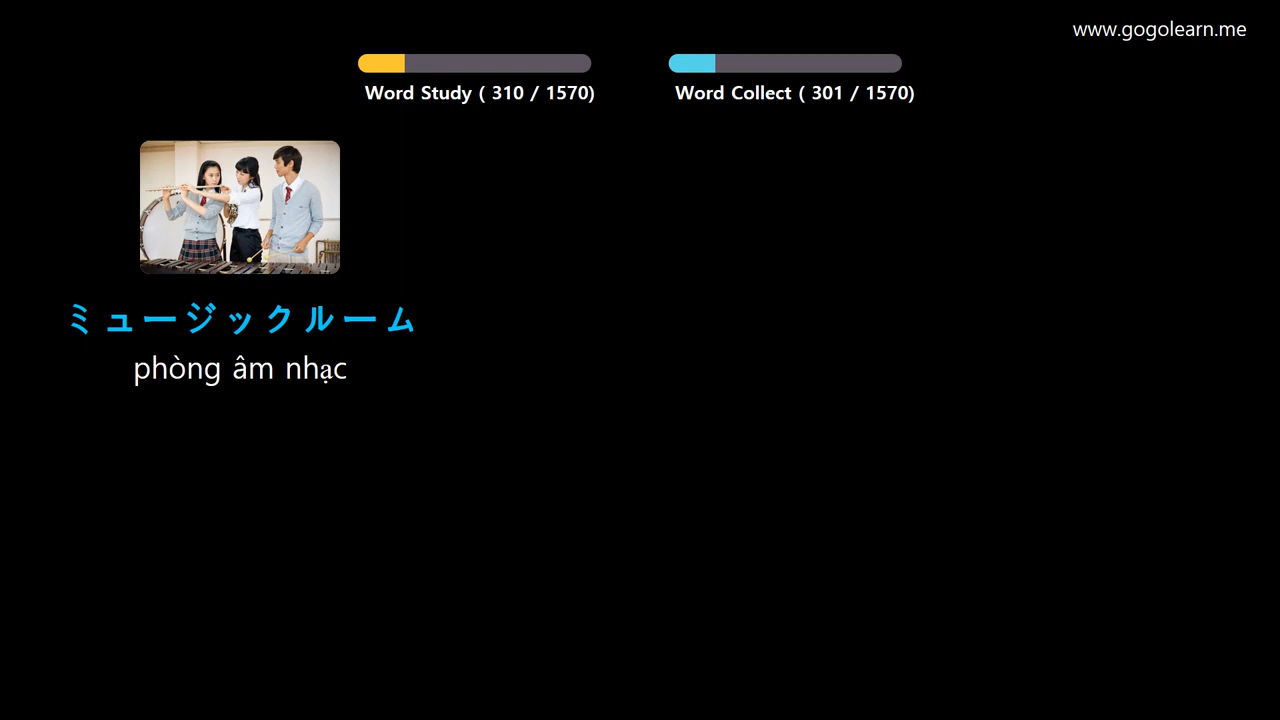 www.gogolearn.me
Word Study ( 310 / 1570)
Word Collect ( 301 / 1570)
ミュージックルーム
phòng âm nhạc